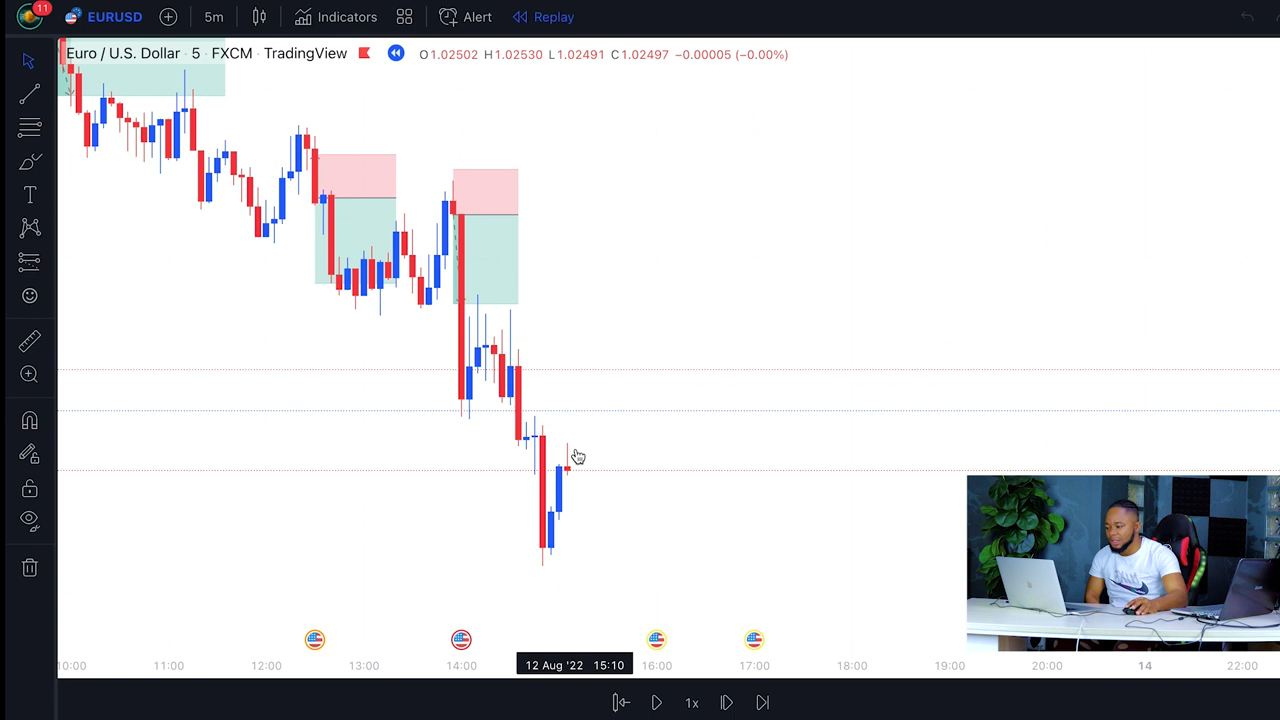 11
EURUSD
5m
Indicators
Alert
Replay
Euro / U.S. Dollar · 5 · FXCM · TradingView
O1.02502 H1.02530 L1.02491 C1.02497 −0.00005 (−0.00%)
10:00 11:00 12:00 13:00 14:00 12 Aug '22 15:10 16:00 17:00 18:00 19:00 20:00 14 22:00
1x